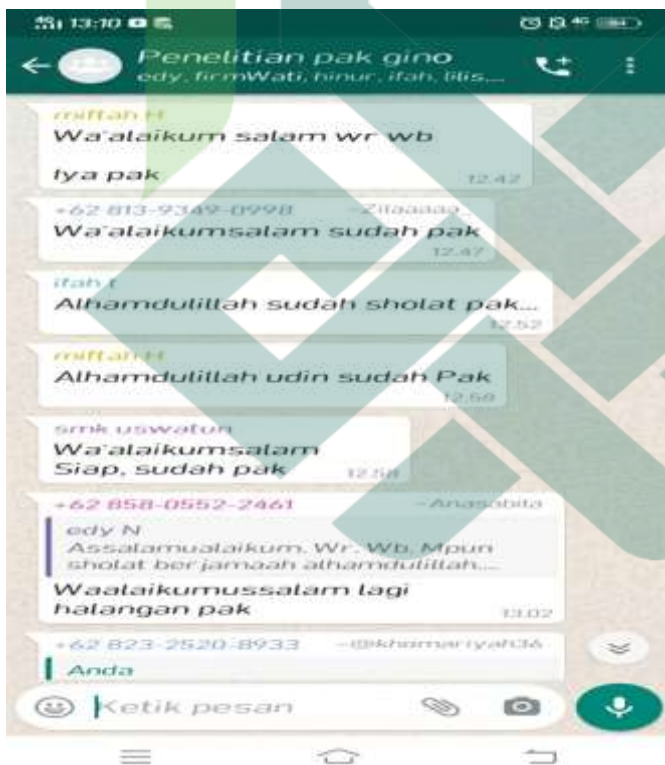 13:10
Penelitian pak gino
edy, firmWati, hinur, ifah, lilis...
miftah H
Wa'alaikum salam wr wb
Iya pak
12.42
+62 813-9349-0998 ~Zilaaaaa_
Wa'alaikumsalam sudah pak
12.47
ifah t
Alhamdulillah sudah sholat pak...
12.52
miftah H
Alhamdulillah udin sudah Pak
12.58
smk uswatun
Wa'alaikumsalam
Siap, sudah pak 12.58
+62 858-0552-2461 ~Anasabita
edy N
Assalamualaikum. Wr. Wb. Mpun
sholat berjamaah alhamdulillah....
Waalaikumussalam lagi
halangan pak 13.02
+62 823-2520-8933 ~@khomariyah36
Anda
Ketik pesan